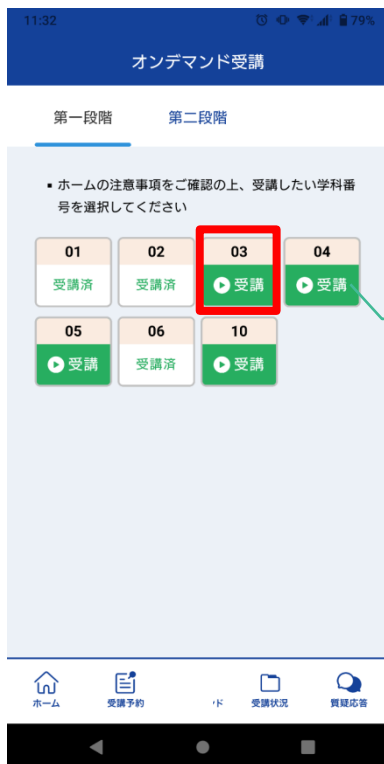 11:32 79%
オンデマンド受講
第一段階 第二段階
▪ ホームの注意事項をご確認の上、受講したい学科番
号を選択してください
01 02 03 04
受講済 受講済 受講 受講
05 06 10
受講 受講済 受講
ホーム 受講予約 ド 受講状況 質疑応答